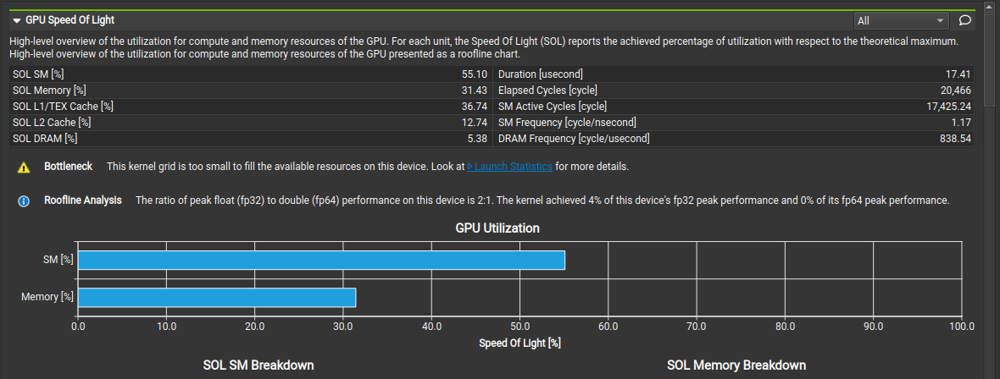 GPU Speed Of Light
All
High-level overview of the utilization for compute and memory resources of the GPU. For each unit, the Speed Of Light (SOL) reports the achieved percentage of utilization with respect to the theoretical maximum.
High-level overview of the utilization for compute and memory resources of the GPU presented as a roofline chart.
SOL SM [%] 55.10 Duration [usecond] 17.41
SOL Memory [%] 31.43 Elapsed Cycles [cycle] 20,466
SOL L1/TEX Cache [%] 36.74 SM Active Cycles [cycle] 17,425.24
SOL L2 Cache [%] 12.74 SM Frequency [cycle/nsecond] 1.17
SOL DRAM [%] 5.38 DRAM Frequency [cycle/usecond] 838.54
Bottleneck This kernel grid is too small to fill the available resources on this device. Look at Launch Statistics for more details.
Roofline Analysis The ratio of peak float (fp32) to double (fp64) performance on this device is 2:1. The kernel achieved 4% of this device's fp32 peak performance and 0% of its fp64 peak performance.
GPU Utilization
SM [%]
Memory [%]
0.0 10.0 20.0 30.0 40.0 50.0 60.0 70.0 80.0 90.0 100.0
Speed Of Light [%]
SOL SM Breakdown SOL Memory Breakdown